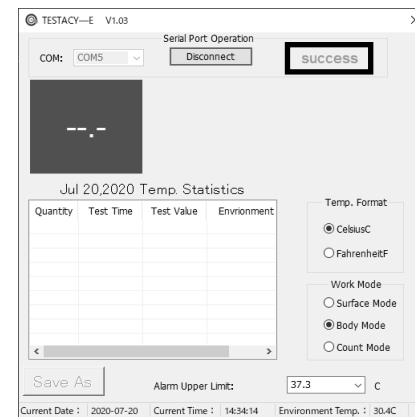 TESTACY—E V1.03
Serial Port Operation
COM: COM5 Disconnect success
--.-
Jul 20,2020 Temp. Statistics
Quantity Test Time Test Value Envrionment
Temp. Format
CelsiusC
FahrenheitF
Work Mode
Surface Mode
Body Mode
Count Mode
Save As Alarm Upper Limit: 37.3 C
Current Date： 2020-07-20 Current Time： 14:34:14 Environment Temp.： 30.4C